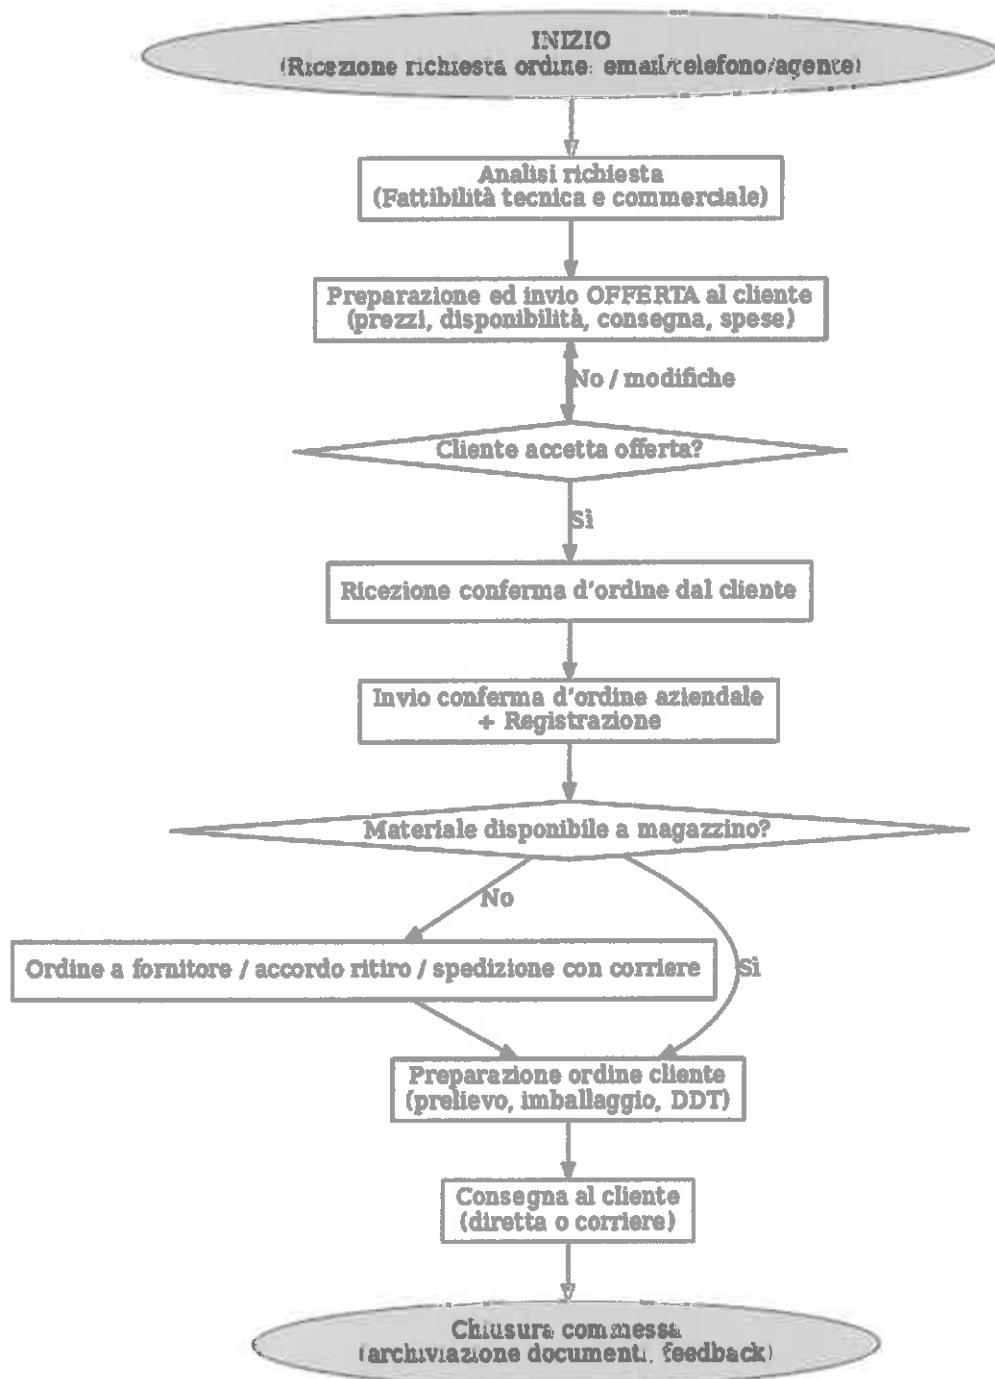 INIZIO
(Ricezione richiesta ordine: email/telefono/agente)
Analisi richiesta
(Fattibilità tecnica e commerciale)
Preparazione ed invio OFFERTA al cliente
(prezzi, disponibilità, consegna, spese)
No / modifiche
Cliente accetta offerta?
Sì
Ricezione conferma d'ordine dal cliente
Invio conferma d'ordine aziendale
+ Registrazione
Materiale disponibile a magazzino?
No
Ordine a fornitore / accordo ritiro / spedizione con corriere
Sì
Preparazione ordine cliente
(prelievo, imballaggio, DDT)
Consegna al cliente
(diretta o corriere)
Chiusura commessa
(archiviazione documenti, feedback)